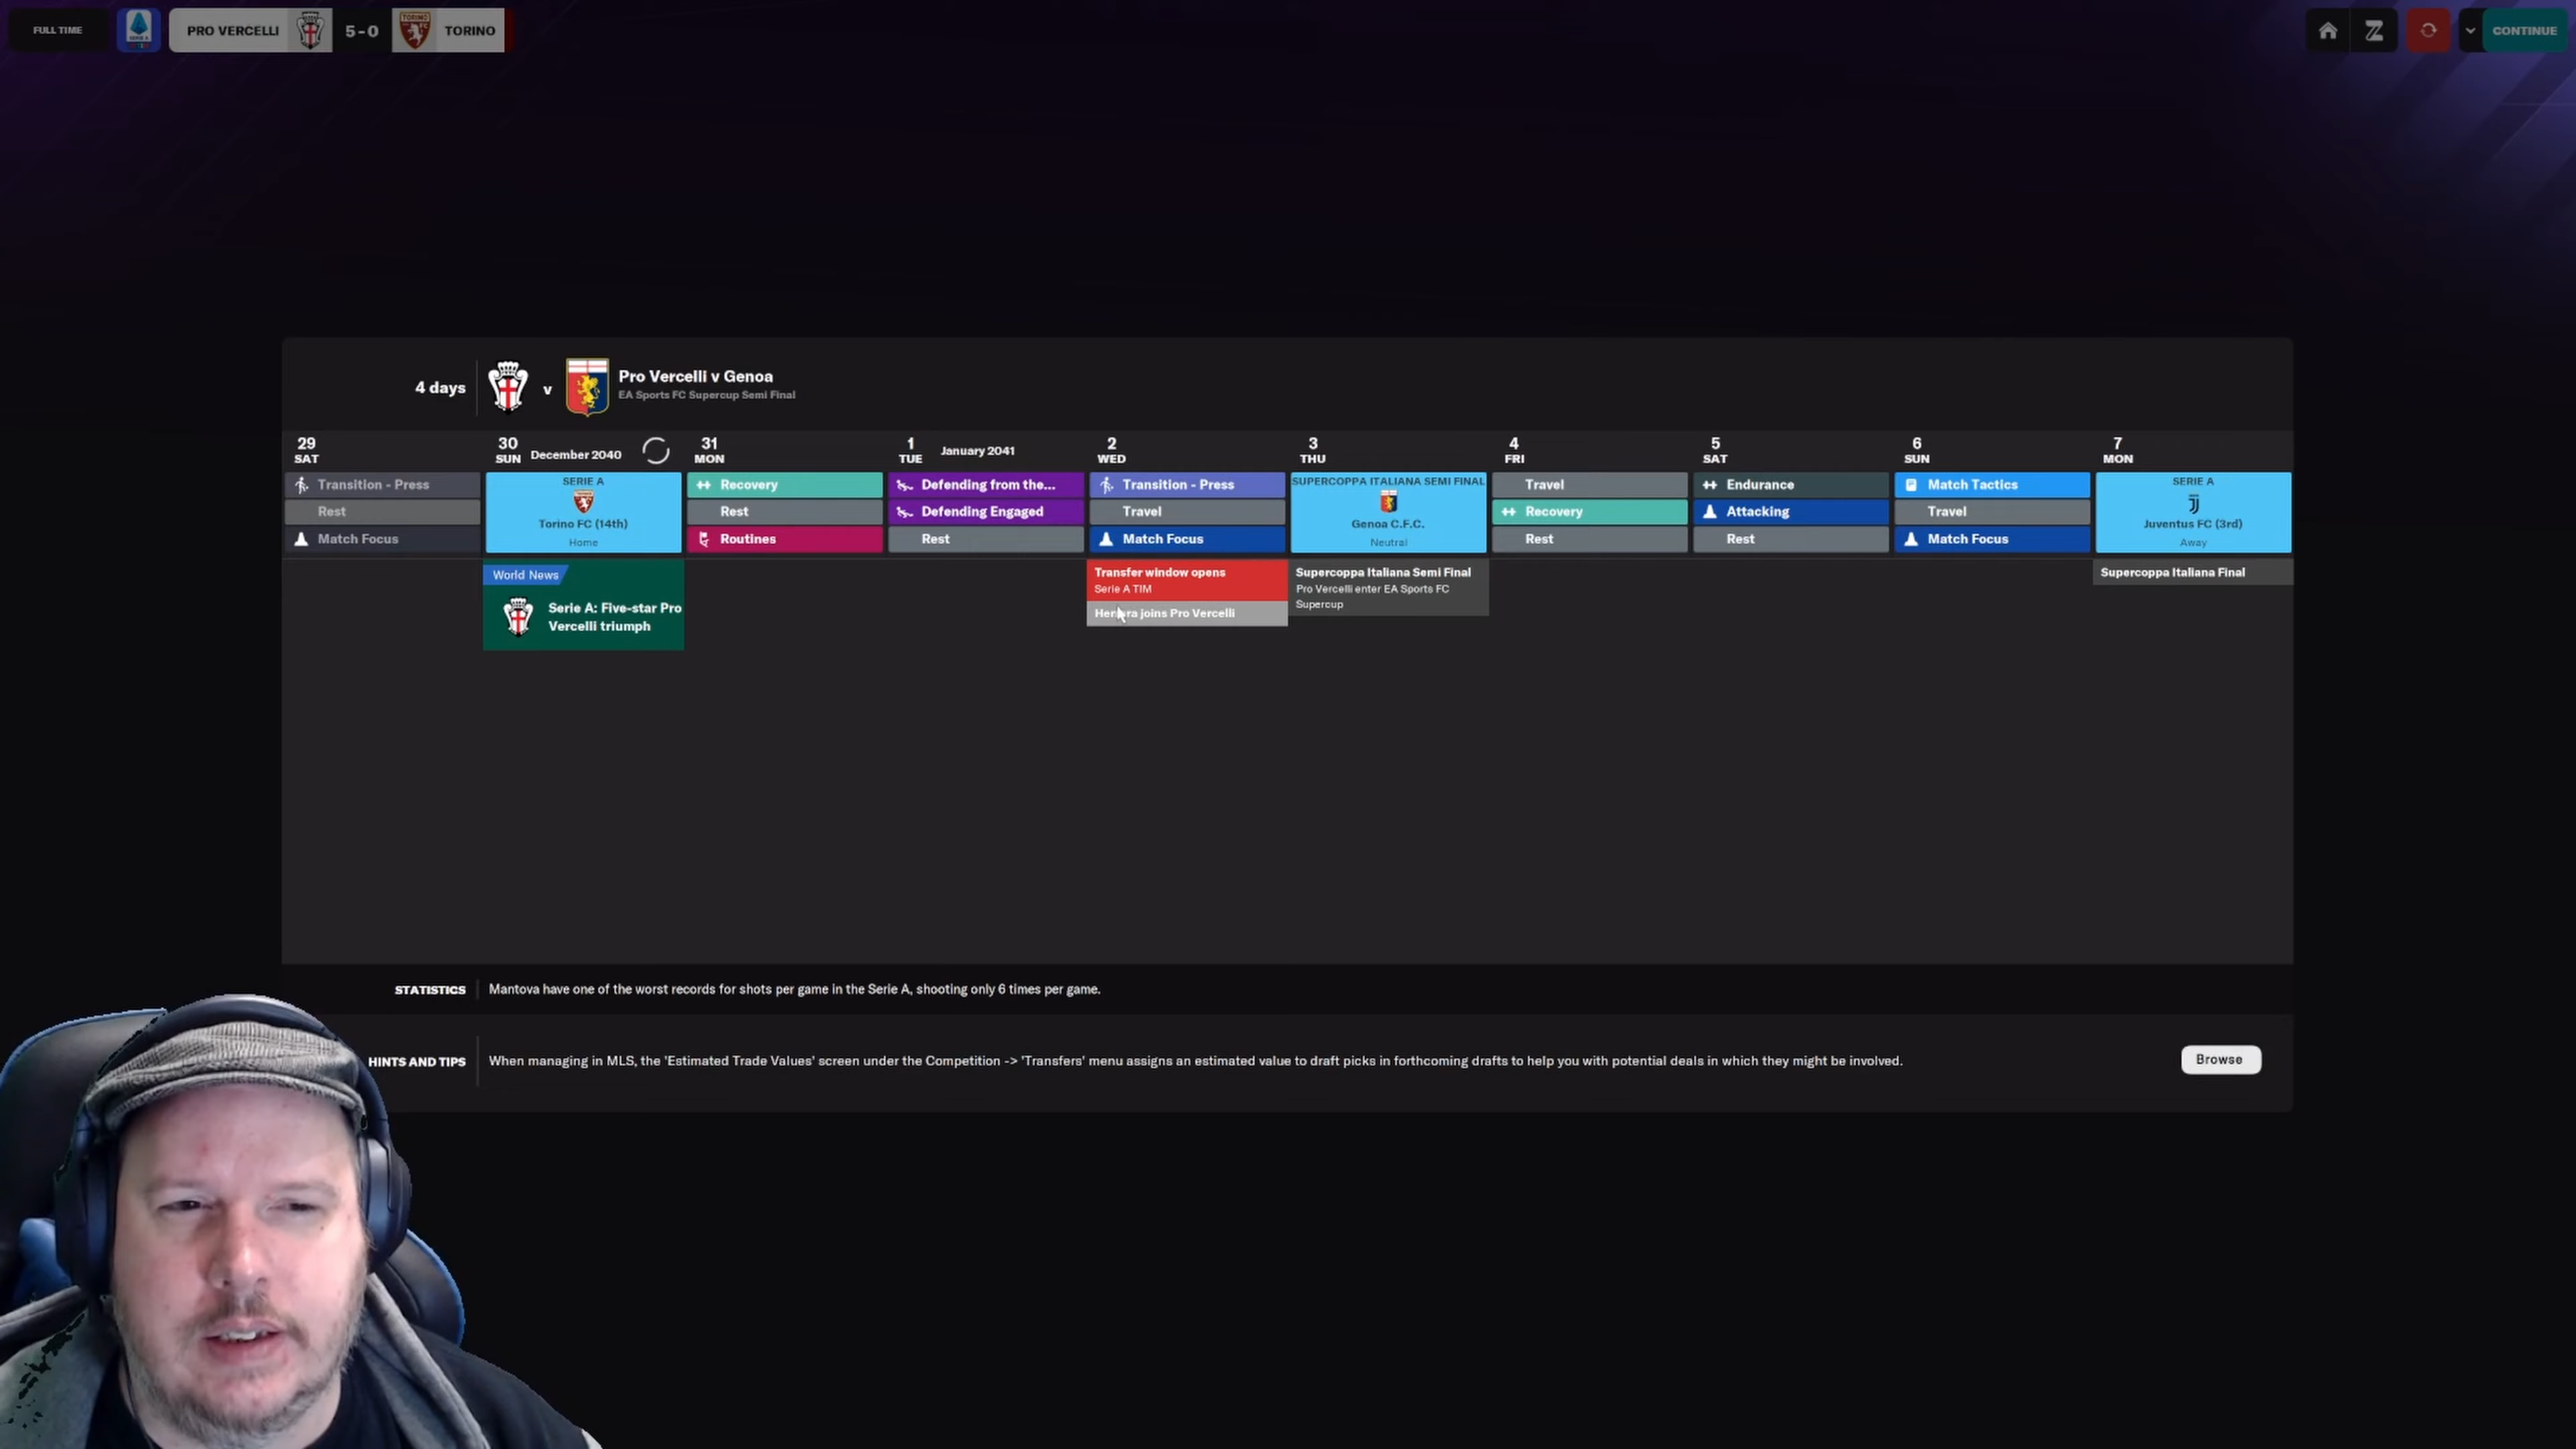 FULL TIME
PRO VERCELLI
5-0
TORINO
CONTINUE
4 days
v
Pro Vercelli v Genoa
EA Sports FC Supercup Semi Final
29
SAT
30
SUN
December 2040
31
MON
1
TUE
January 2041
2
WED
3
THU
4
FRI
5
SAT
6
SUN
7
MON
Transition - Press
Rest
Match Focus
SERIE A
Torino FC (14th)
Home
Recovery
Rest
Routines
Defending from the...
Defending Engaged
Rest
Transition - Press
Travel
Match Focus
SUPERCOPPA ITALIANA SEMI FINAL
Genoa C.F.C.
Neutral
Travel
Recovery
Rest
Endurance
Attacking
Rest
Match Tactics
Travel
Match Focus
SERIE A
Juventus FC (3rd)
Away
World News
Serie A: Five-star Pro
Vercelli triumph
Transfer window opens
Serie A TIM
joins Pro Vercelli
Supercoppa Italiana Semi Final
Pro Vercelli enter EA Sports FC
Supercup
Supercoppa Italiana Final
STATISTICS
Mantova have one of the worst records for shots per game in the Serie A, shooting only 6 times per game.
HINTS AND TIPS
When managing in MLS, the 'Estimated Trade Values' screen under the Competition -> 'Transfers' menu assigns an estimated value to draft picks in forthcoming drafts to help you with potential deals in which they might be involved.
Browse